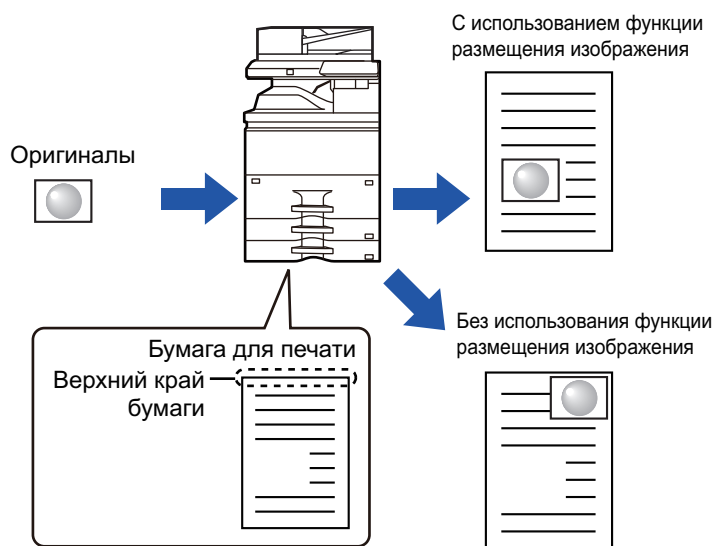 С использованием функции
размещения изображения
Оригиналы
Без использования функции
размещения изображения
Бумага для печати
Верхний край
бумаги